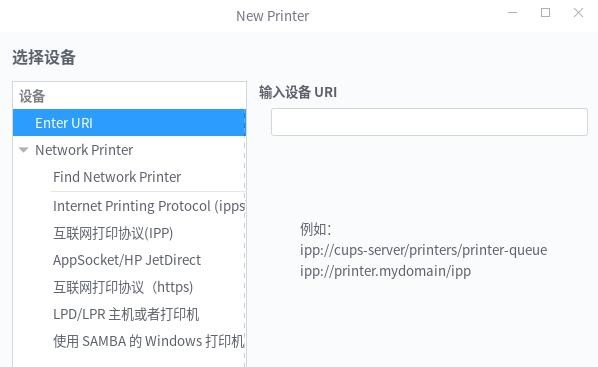 New Printer
选择设备
设备
Enter URI
Network Printer
Find Network Printer
Internet Printing Protocol (ipps
互联网打印协议(IPP)
AppSocket/HP JetDirect
互联网打印协议（https)
LPD/LPR 主机或者打印机
使用 SAMBA 的 Windows 打印机
输入设备 URI
例如：
ipp://cups-server/printers/printer-queue
ipp://printer.mydomain/ipp